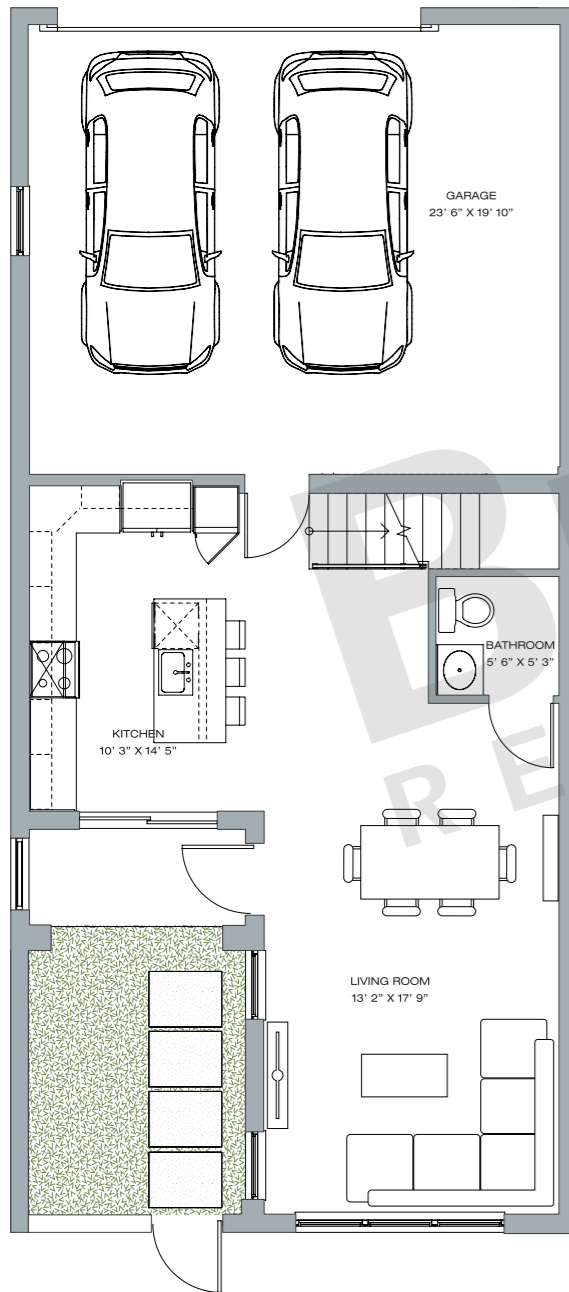 GARAGE
23’ 6” X 19’ 10”
BATHROOM
5’ 6” X 5’ 3”
KITCHEN
10’ 3” X 14’ 5”
LIVING ROOM
13’ 2” X 17’ 9”